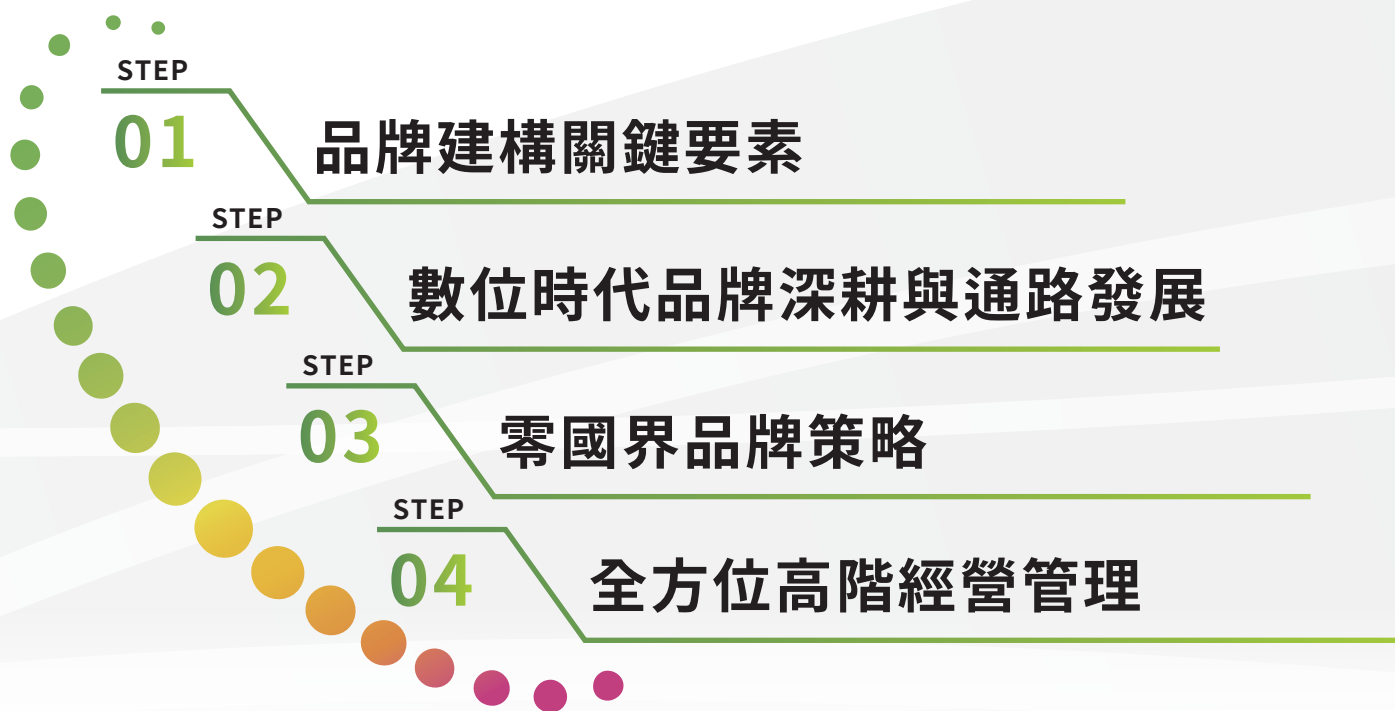 STEP
01
品牌建構關鍵要素
STEP
02
數位時代品牌深耕與通路發展
STEP
03
零國界品牌策略
STEP
04
全方位高階經營管理